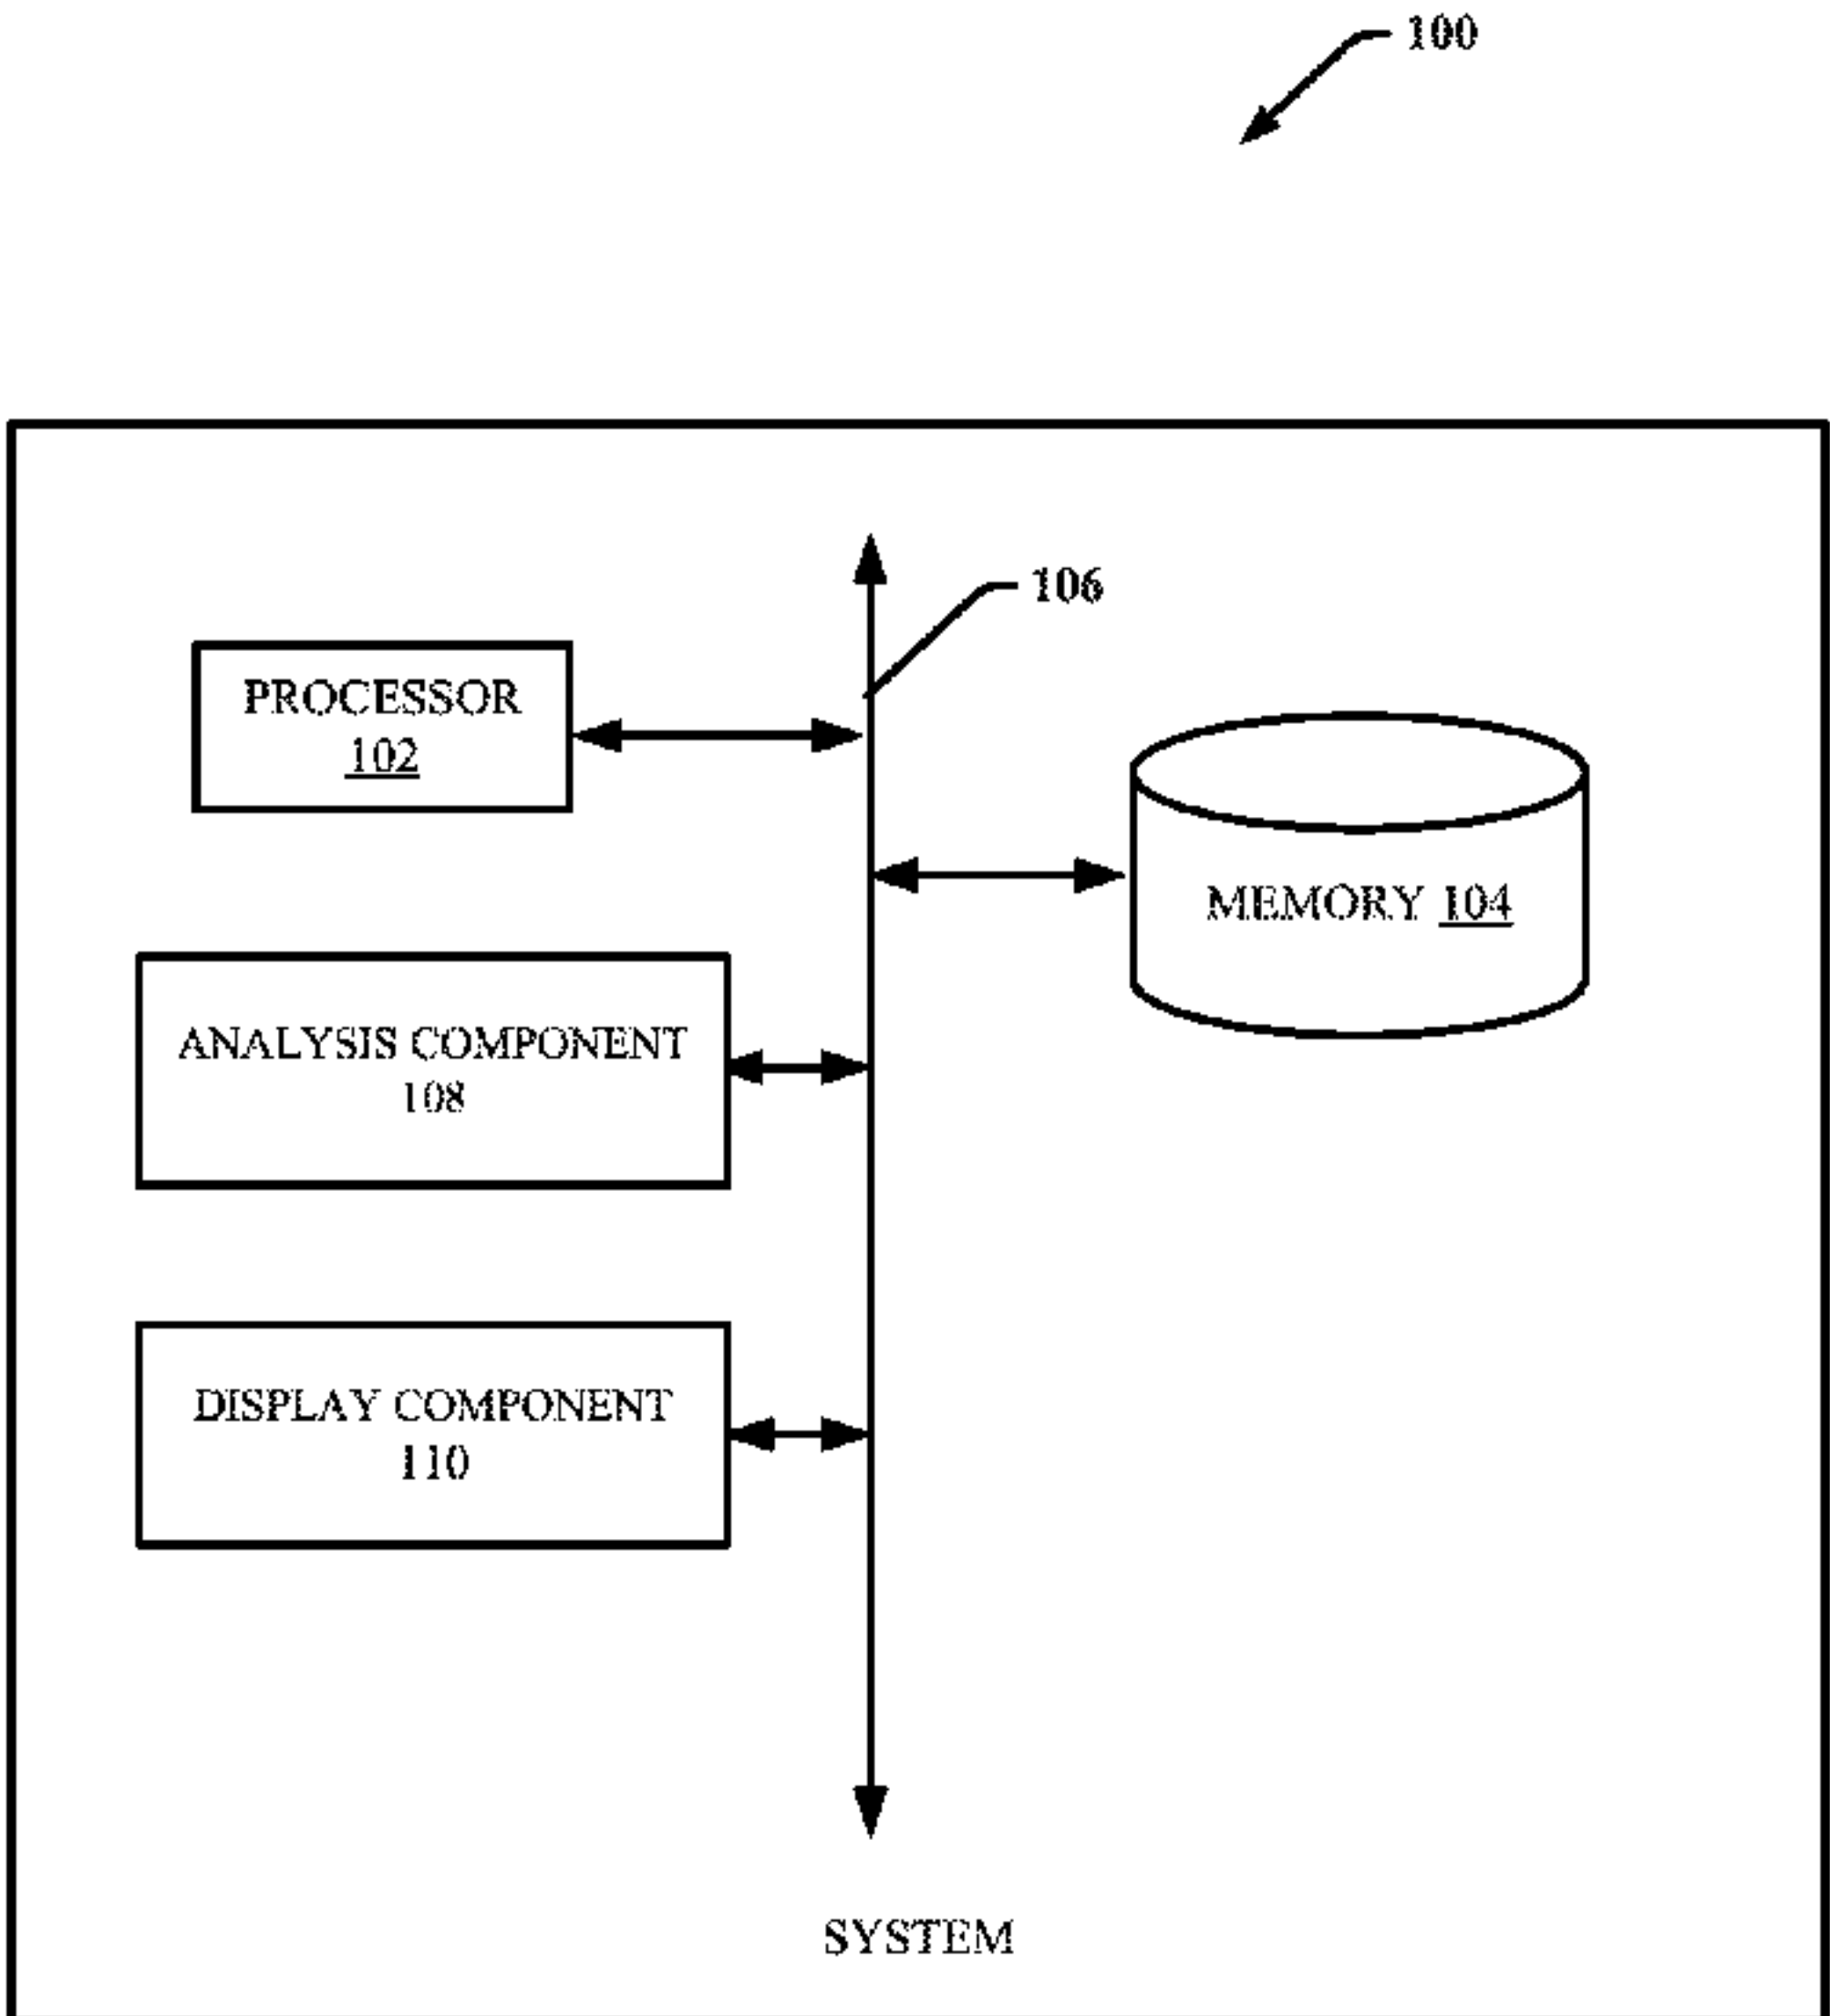 100
106
PROCESSOR
102
MEMORY 104
ANALYSIS COMPONENT
108
DISPLAY COMPONENT
110
SYSTEM